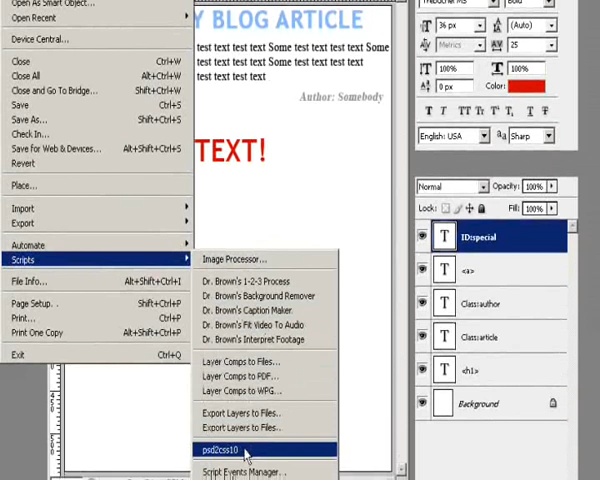 Open As Smart Object...
Open Recent
Device Central...
Close Ctrl+W
Close All Alt+Ctrl+W
Close and Go To Bridge... Shift+Ctrl+W
Save Ctrl+S
Save As... Shift+Ctrl+S
Check In...
Save for Web & Devices... Alt+Shift+Ctrl+S
Revert
Place...
Import
Export
Automate
Scripts
File Info... Alt+Shift+Ctrl+I
Page Setup... Shift+Ctrl+P
Print... Ctrl+P
Print One Copy Alt+Shift+Ctrl+P
Exit Ctrl+Q
Y BLOG ARTICLE
test text test text Some test text test text Some
test text test text Some test text test text
test text test text
Author: Somebody
TEXT!
Image Processor...
Dr. Brown's 1-2-3 Process
Dr. Brown's Background Remover
Dr. Brown's Caption Maker
Dr. Brown's Fit Video To Audio
Dr. Brown's Interpret Footage
Layer Comps to Files...
Layer Comps to PDF...
Layer Comps to WPG...
Export Layers to Files..
Export Layers to Files..
psd2css10
Script Events Manager...
Trebuchet MS Bold
36 px (Auto)
Metrics 25
100% 100%
0 px Color:
T T TT Tr T' T, T T
English: USA Sharp
Normal Opacity: 100%
Lock: Fill: 100%
T ID:special
T <a>
T Class:author
T Class:article
T <h1>
Background